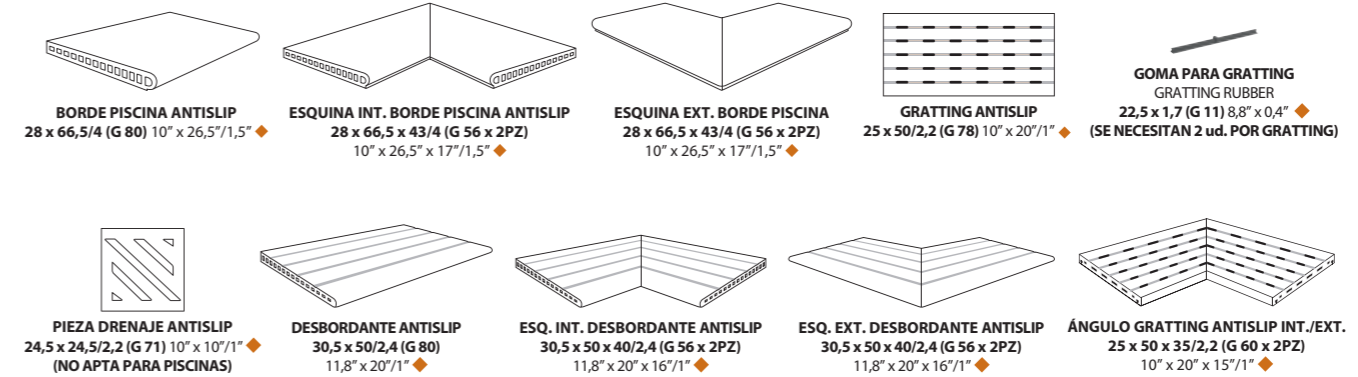 BORDE PISCINA ANTISLIP
28 x 66,5/4 (G 80) 10” x 26,5”/1,5” ◆
ESQUINA INT. BORDE PISCINA ANTISLIP
28 x 66,5 x 43/4 (G 56 x 2PZ)
10” x 26,5” x 17”/1,5” ◆
ESQUINA EXT. BORDE PISCINA
28 x 66,5 x 43/4 (G 56 x 2PZ)
10” x 26,5” x 17”/1,5” ◆
GRATTING ANTISLIP
25 x 50/2,2 (G 78) 10” x 20”/1” ◆
GOMA PARA GRATTING
GRATTING RUBBER
22,5 x 1,7 (G 11) 8,8” x 0,4” ◆
(SE NECESITAN 2 ud. POR GRATTING)
PIEZA DRENAJE ANTISLIP
24,5 x 24,5/2,2 (G 71) 10” x 10”/1” ◆
(NO APTA PARA PISCINAS)
DESBORDANTE ANTISLIP
30,5 x 50/2,4 (G 80)
11,8” x 20”/1” ◆
ESQ. INT. DESBORDANTE ANTISLIP
30,5 x 50 x 40/2,4 (G 56 x 2PZ)
11,8” x 20” x 16”/1” ◆
ESQ. EXT. DESBORDANTE ANTISLIP
30,5 x 50 x 40/2,4 (G 56 x 2PZ)
11,8” x 20” x 16”/1” ◆
ÁNGULO GRATTING ANTISLIP INT./EXT.
25 x 50 x 35/2,2 (G 60 x 2PZ)
10” x 20” x 15”/1” ◆